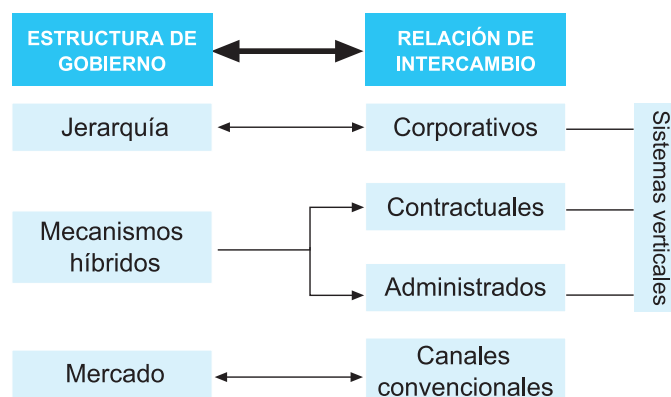 ESTRUCTURA DE
GOBIERNO
RELACIÓN DE
INTERCAMBIO
Jerarquía
Corporativos
Mecanismos
híbridos
Contractuales
Administrados
Mercado
Canales
convencionales
Sistemas verticales